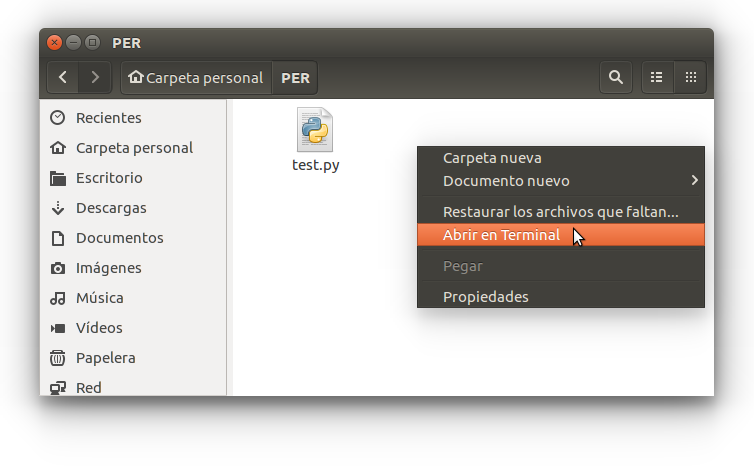 PER
Carpeta personal
PER
Recientes
Carpeta personal
Escritorio
Descargas
Documentos
Imágenes
Música
Vídeos
Papelera
Red
test.py
Carpeta nueva
Documento nuevo
Restaurar los archivos que faltan...
Abrir en Terminal
Pegar
Propiedades